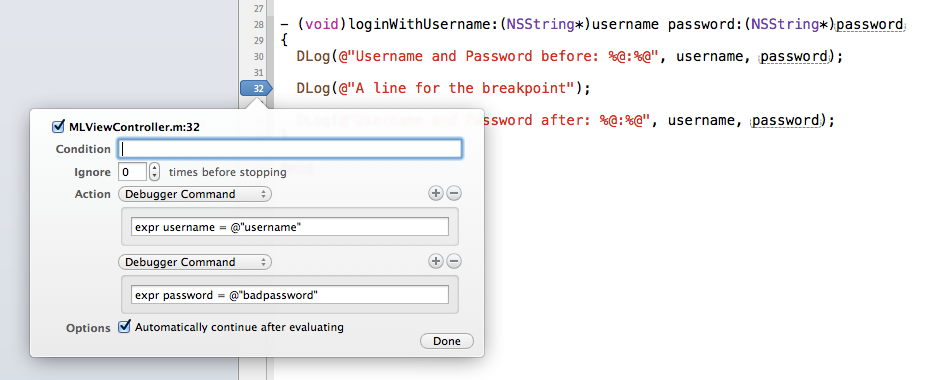 27
28 - (void)loginWithUsername:(NSString*)username password:(NSString*)password
29 {
30 DLog(@"Username and Password before: %@:%@", username, password);
31
32 DLog(@"A line for the breakpoint");
MLViewController.m:32
Password after: %@:%@", username, password);
Condition
Ignore 0 times before stopping
Action Debugger Command
expr username = @"username"
Debugger Command
expr password = @"badpassword"
Options Automatically continue after evaluating
Done